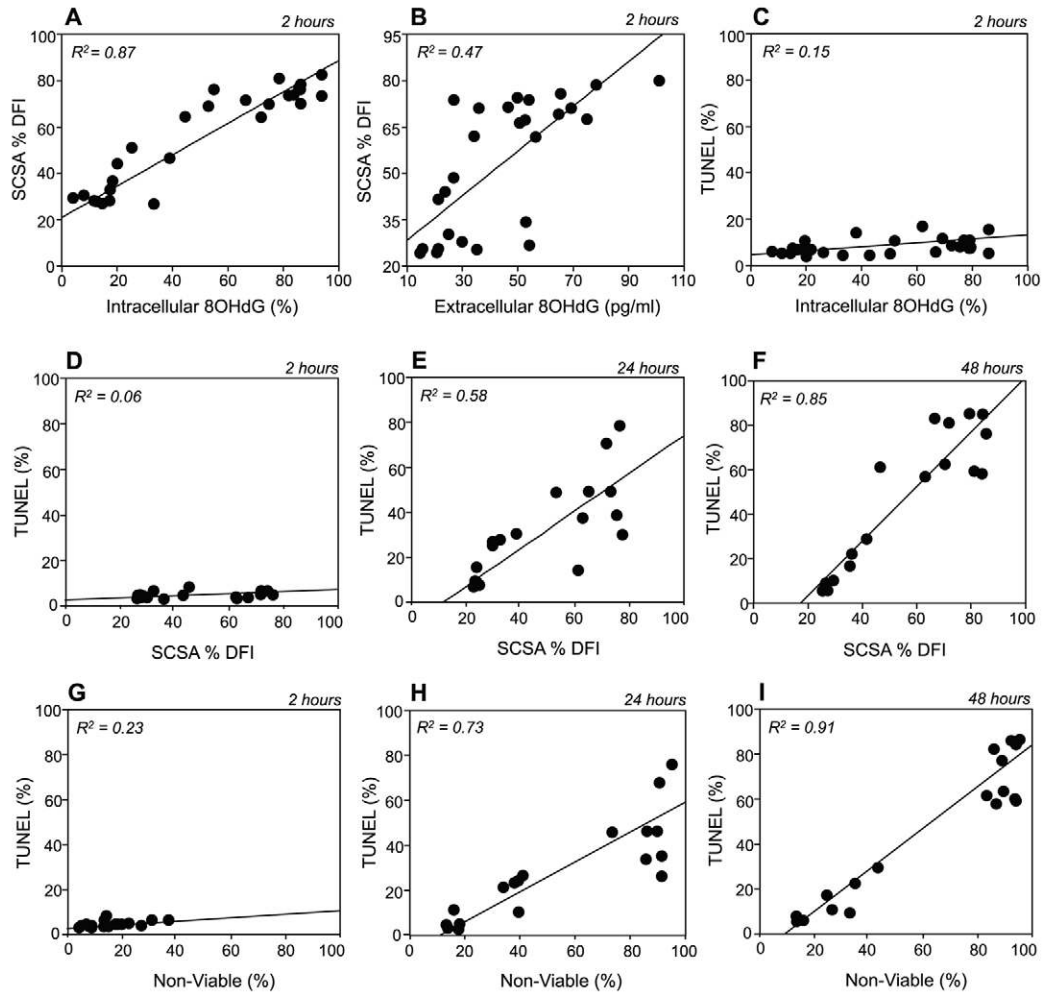 A
2 hours
R² = 0.87
SCSA % DFI
100
80
60
40
20
0
0 20 40 60 80 100
Intracellular 8OHdG (%)
B
2 hours
R² = 0.47
SCSA % DFI
95
80
65
50
35
20
10 30 50 70 90 110
Extracellular 8OHdG (pg/ml)
C
2 hours
R² = 0.15
TUNEL (%)
100
80
60
40
20
0
0 20 40 60 80 100
Intracellular 8OHdG (%)
D
2 hours
R² = 0.06
TUNEL (%)
100
80
60
40
20
0
0 20 40 60 80 100
SCSA % DFI
E
24 hours
R² = 0.58
TUNEL (%)
100
80
60
40
20
0
0 20 40 60 80 100
SCSA % DFI
F
48 hours
R² = 0.85
TUNEL (%)
100
80
60
40
20
0
0 20 40 60 80 100
SCSA % DFI
G
2 hours
R² = 0.23
TUNEL (%)
100
80
60
40
20
0
0 20 40 60 80 100
Non-Viable (%)
H
24 hours
R² = 0.73
TUNEL (%)
100
80
60
40
20
0
0 20 40 60 80 100
Non-Viable (%)
I
48 hours
R² = 0.91
TUNEL (%)
100
80
60
40
20
0
0 20 40 60 80 100
Non-Viable (%)